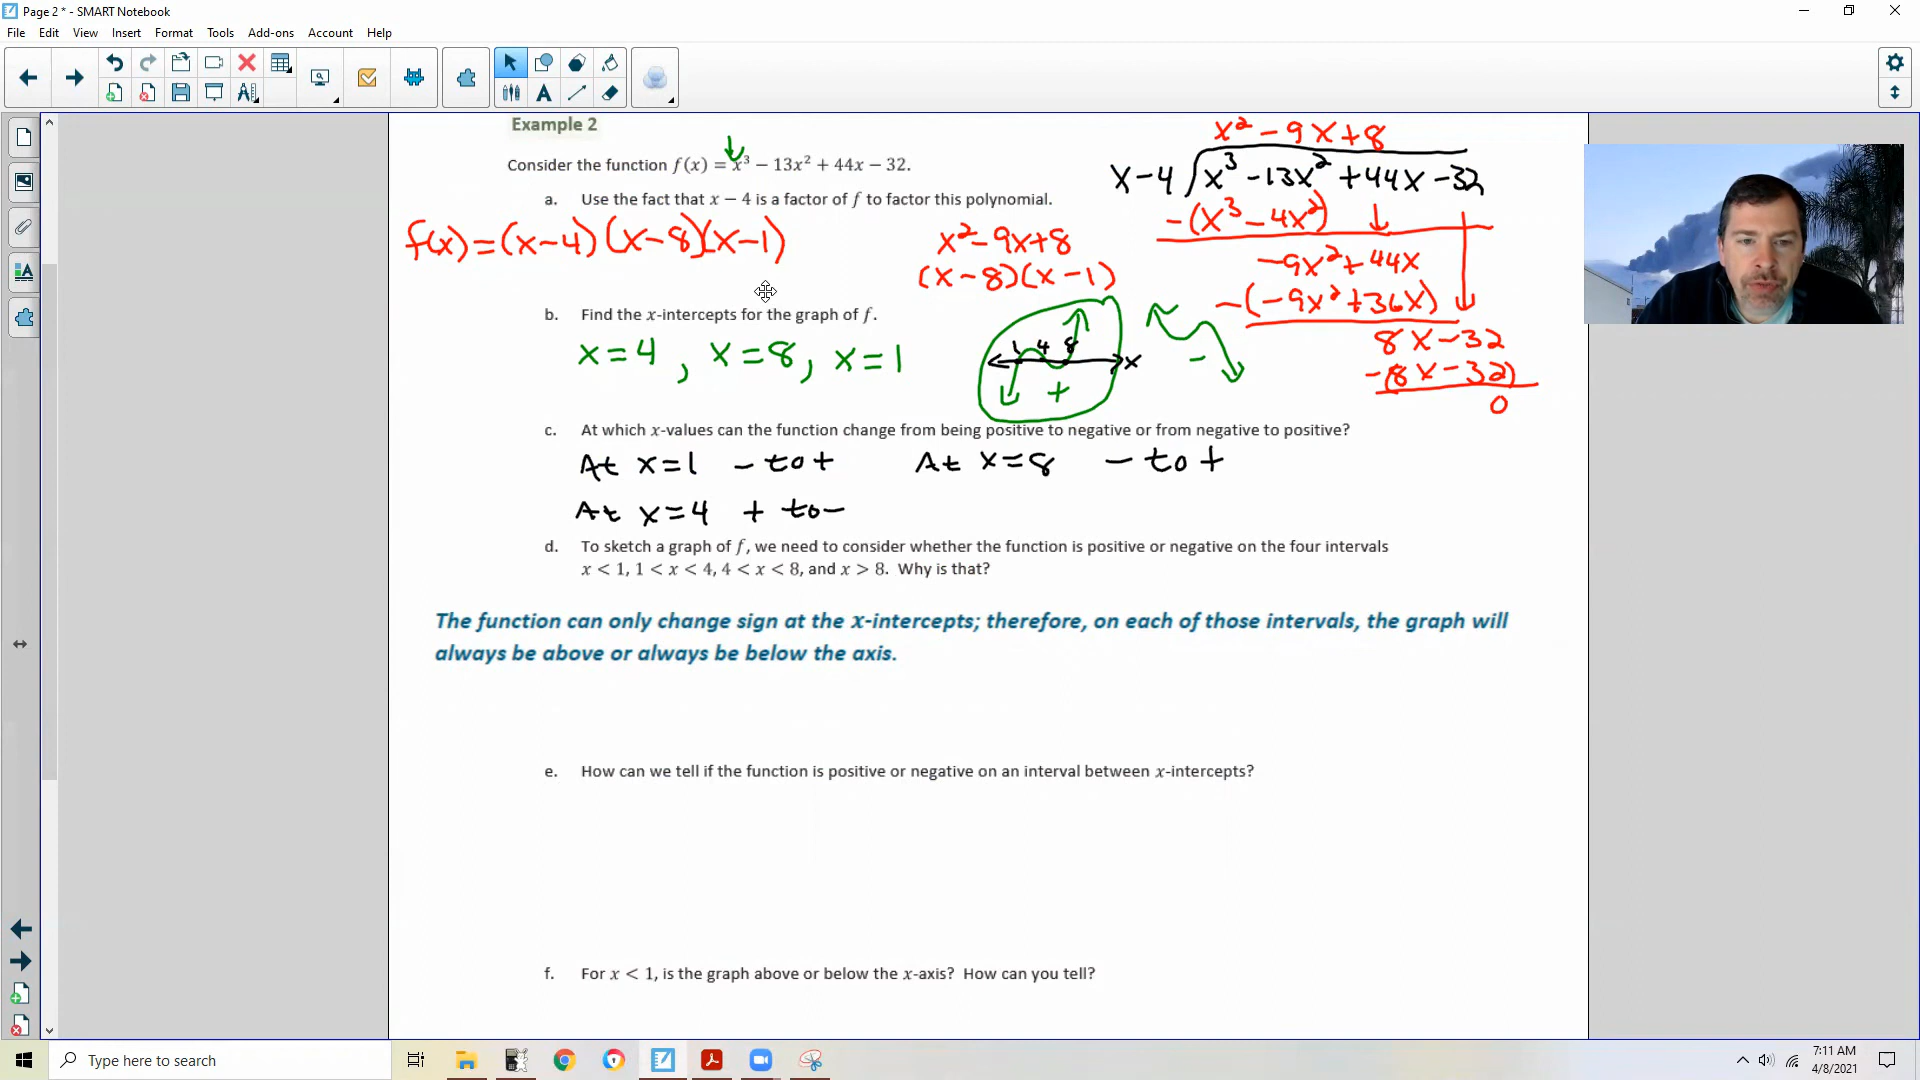 Page 2 * - SMART Notebook
File Edit View Insert Format Tools Add-ons Account Help
Example 2
Consider the function f(x) = x³ − 13x² + 44x − 32.
a. Use the fact that x − 4 is a factor of f to factor this polynomial.
f(x) = (x-4)(x-8)(x-1)
x² - 9x + 8
(x-8)(x-1)
x² - 9x + 8
x-4 x³ - 13x² + 44x - 32
-(x³ - 4x²)
-9x² + 44x
-(-9x² + 36x)
8x - 32
-(8x - 32)
0
b. Find the x-intercepts for the graph of f.
x=4, x=8, x=1
1 4 8
x
+
-
c. At which x-values can the function change from being positive to negative or from negative to positive?
At x=1 - to + At x=8 - to +
At x=4 + to -
d. To sketch a graph of f, we need to consider whether the function is positive or negative on the four intervals
x < 1, 1 < x < 4, 4 < x < 8, and x > 8. Why is that?
The function can only change sign at the x-intercepts; therefore, on each of those intervals, the graph will
always be above or always be below the axis.
e. How can we tell if the function is positive or negative on an interval between x-intercepts?
f. For x < 1, is the graph above or below the x-axis? How can you tell?
Type here to search
7:11 AM
4/8/2021